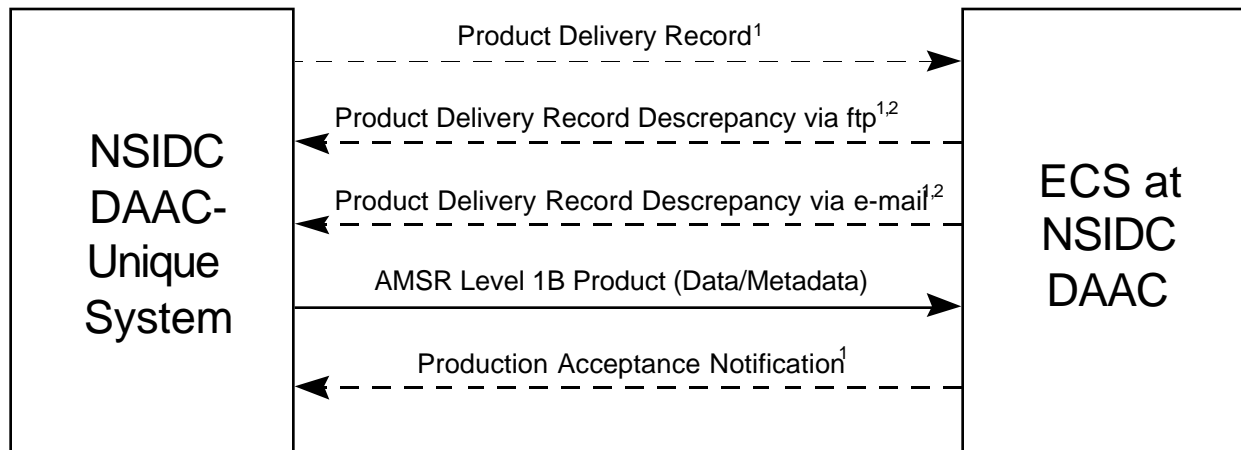 Product Delivery Record1
Product Delivery Record Descrepancy via ftp1,2
Product Delivery Record Descrepancy via e-mail1,2
AMSR Level 1B Product (Data/Metadata)
Production Acceptance Notification1
NSIDC
DAAC-
Unique
System
ECS at
NSIDC
DAAC